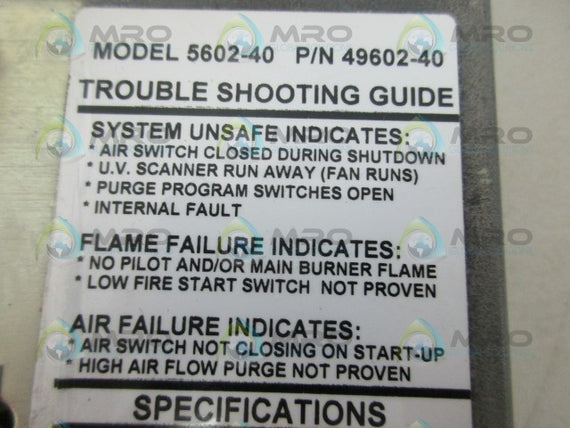 MODEL 5602-40 P/N 49602-40
TROUBLE SHOOTING GUIDE
SYSTEM UNSAFE INDICATES:
* AIR SWITCH CLOSED DURING SHUTDOWN
* U.V. SCANNER RUN AWAY (FAN RUNS)
* PURGE PROGRAM SWITCHES OPEN
* INTERNAL FAULT
FLAME FAILURE INDICATES:
* NO PILOT AND/OR MAIN BURNER FLAME
* LOW FIRE START SWITCH NOT PROVEN
AIR FAILURE INDICATES:
* AIR SWITCH NOT CLOSING ON START-UP
* HIGH AIR FLOW PURGE NOT PROVEN
SPECIFICATIONS